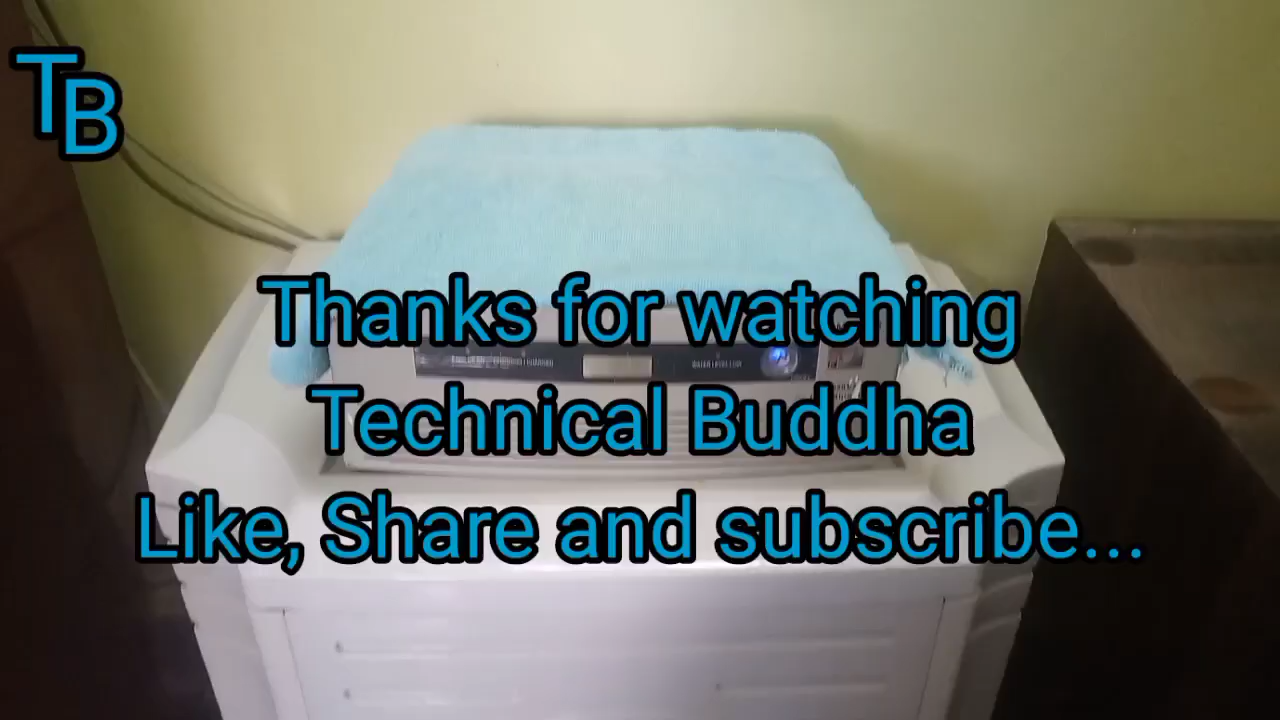 TB
Thanks for watching
Technical Buddha
Like, Share and subscribe...